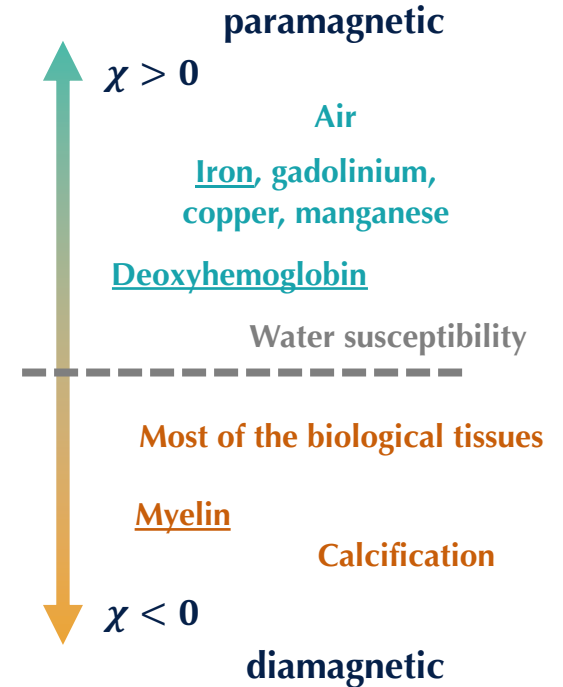 paramagnetic
χ > 0
Air
Iron, gadolinium,
copper, manganese
Deoxyhemoglobin
Water susceptibility
Most of the biological tissues
Myelin
Calcification
χ < 0
diamagnetic